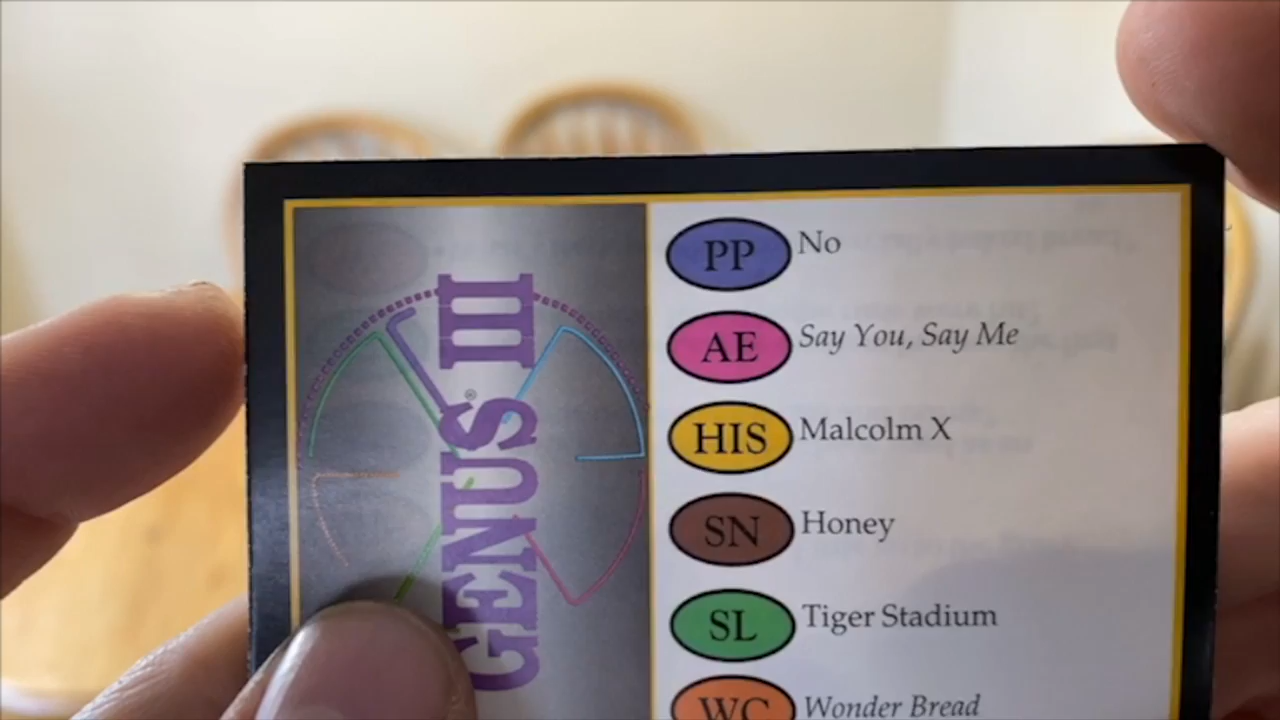 GENUS® III
PP No
AE Say You, Say Me
HIS Malcolm X
SN Honey
SL Tiger Stadium
WC Wonder Bread